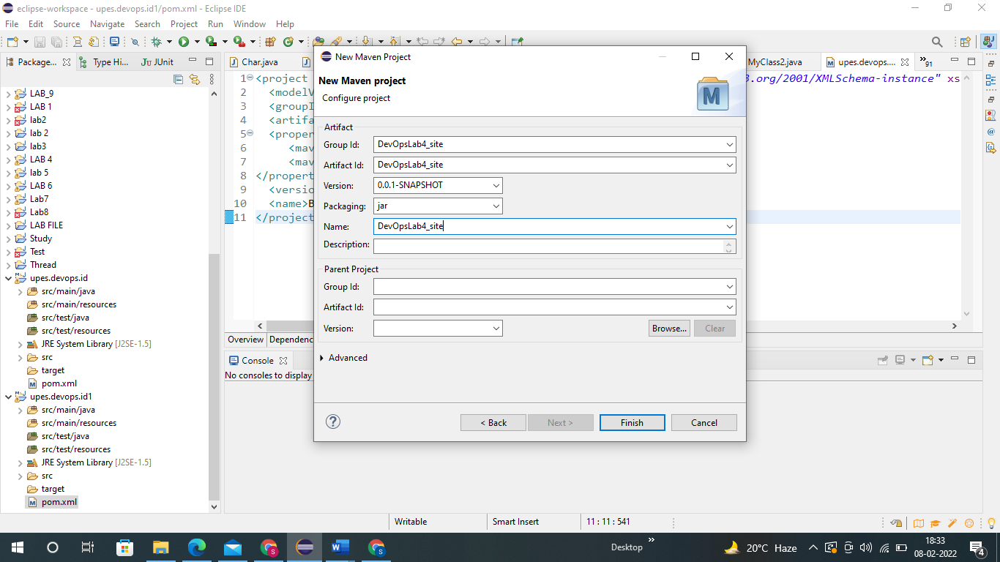 eclipse-workspace - upes.devops.id1/pom.xml - Eclipse IDE
File Edit Source Navigate Search Project Run Window Help
Package... Type Hi... JUnit
Char.java
MyClass2.java
upes.devops....
91
LAB_9
LAB 1
lab2
lab 2
lab3
LAB 4
lab 5
LAB 6
Lab7
Lab8
LAB FILE
Study
Test
Thread
upes.devops.id
src/main/java
src/main/resources
src/test/java
src/test/resources
JRE System Library [J2SE-1.5]
src
target
pom.xml
upes.devops.id1
src/main/java
src/main/resources
src/test/java
src/test/resources
JRE System Library [J2SE-1.5]
src
target
pom.xml
1 <project
.org/2001/XMLSchema-instance" xs
2 <modelV
3 <groupI
4 <artifa
5 <proper
6 <mav
7 <mav
8 </propert
9 <versio
10 <name>B
11 </project
Overview Dependenc
Console
No consoles to display
New Maven Project
New Maven project
Configure project
M
Artifact
Group Id: DevOpsLab4_site
Artifact Id: DevOpsLab4_site
Version: 0.0.1-SNAPSHOT
Packaging: jar
Name: DevOpsLab4_site
Description:
Parent Project
Group Id:
Artifact Id:
Version:
Browse... Clear
Advanced
< Back Next > Finish Cancel
Writable Smart Insert 11 : 11 : 541
Desktop
20°C Haze
18:33
08-02-2022
4